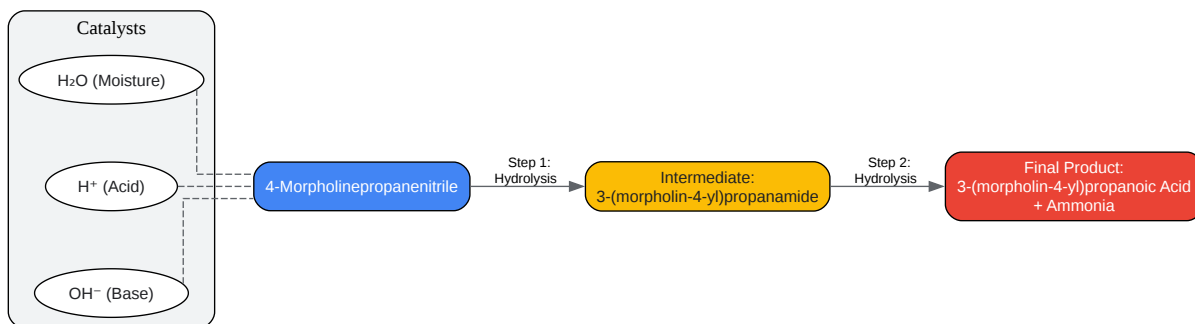 Catalysts
H₂O (Moisture)
H⁺ (Acid)
OH⁻ (Base)
4-Morpholinepropanenitrile
Step 1:
Hydrolysis
Intermediate:
3-(morpholin-4-yl)propanamide
Step 2:
Hydrolysis
Final Product:
3-(morpholin-4-yl)propanoic Acid
+ Ammonia